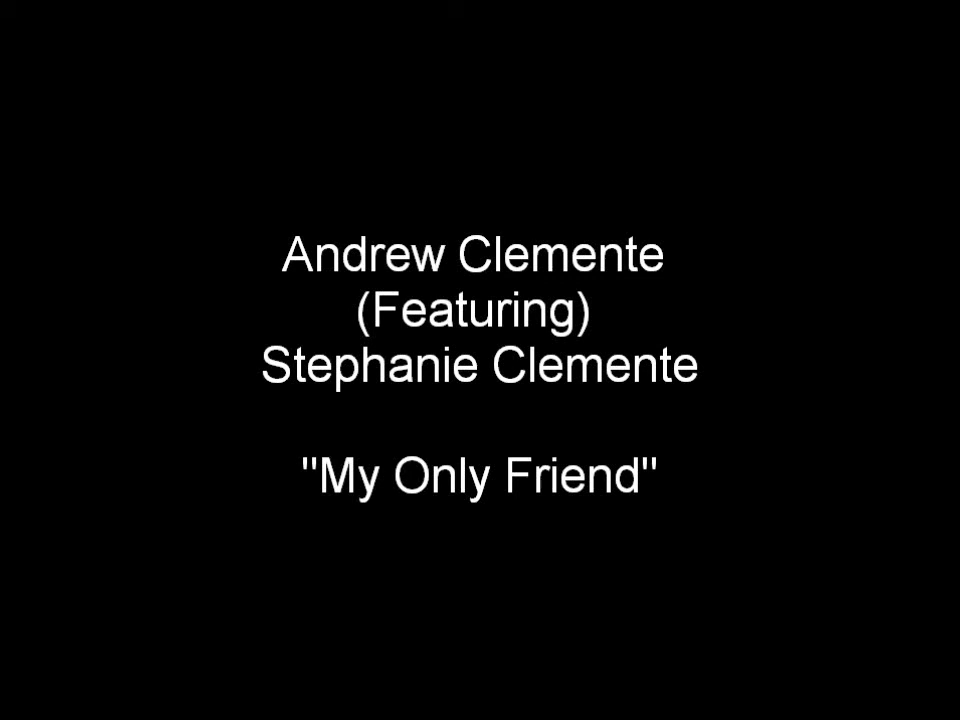 Andrew Clemente
(Featuring)
Stephanie Clemente
"My Only Friend"